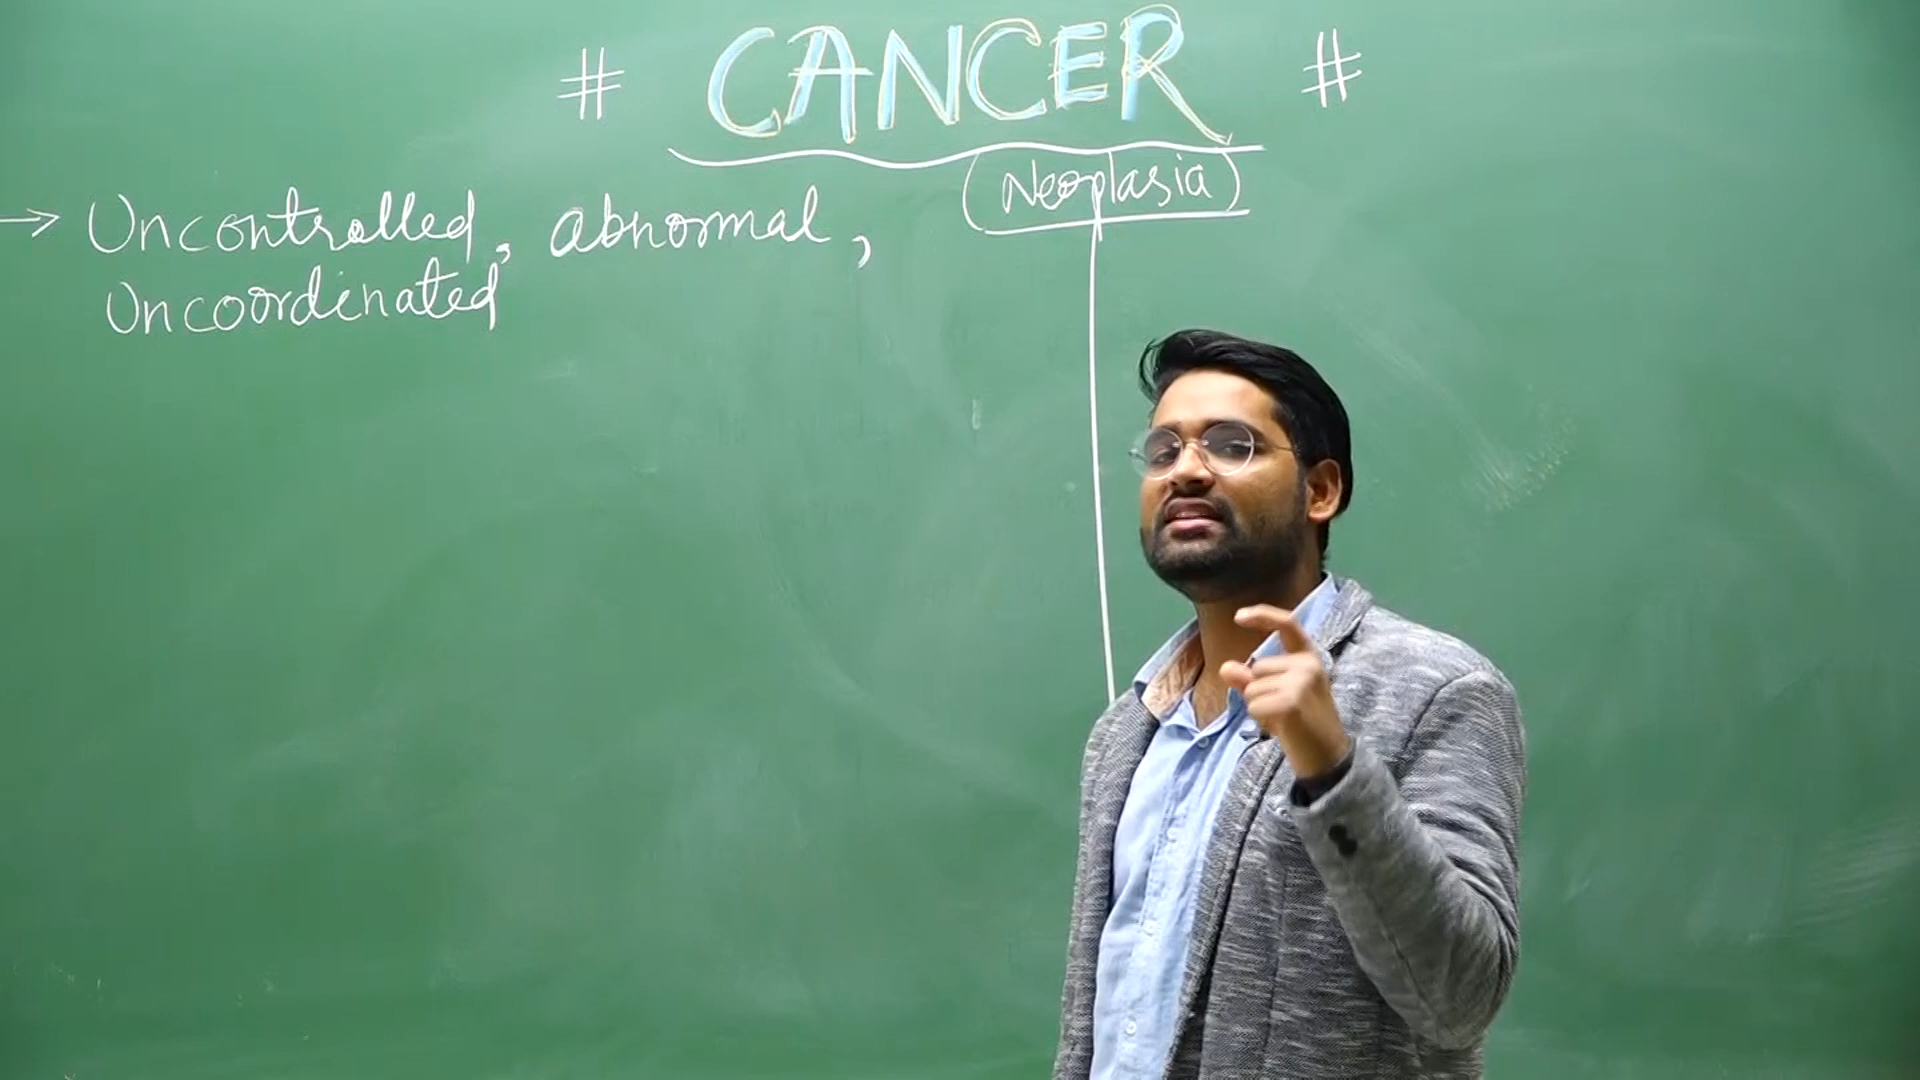 # CANCER #
(Neoplasia)
→ Uncontrolled, abnormal,
Uncoordinated